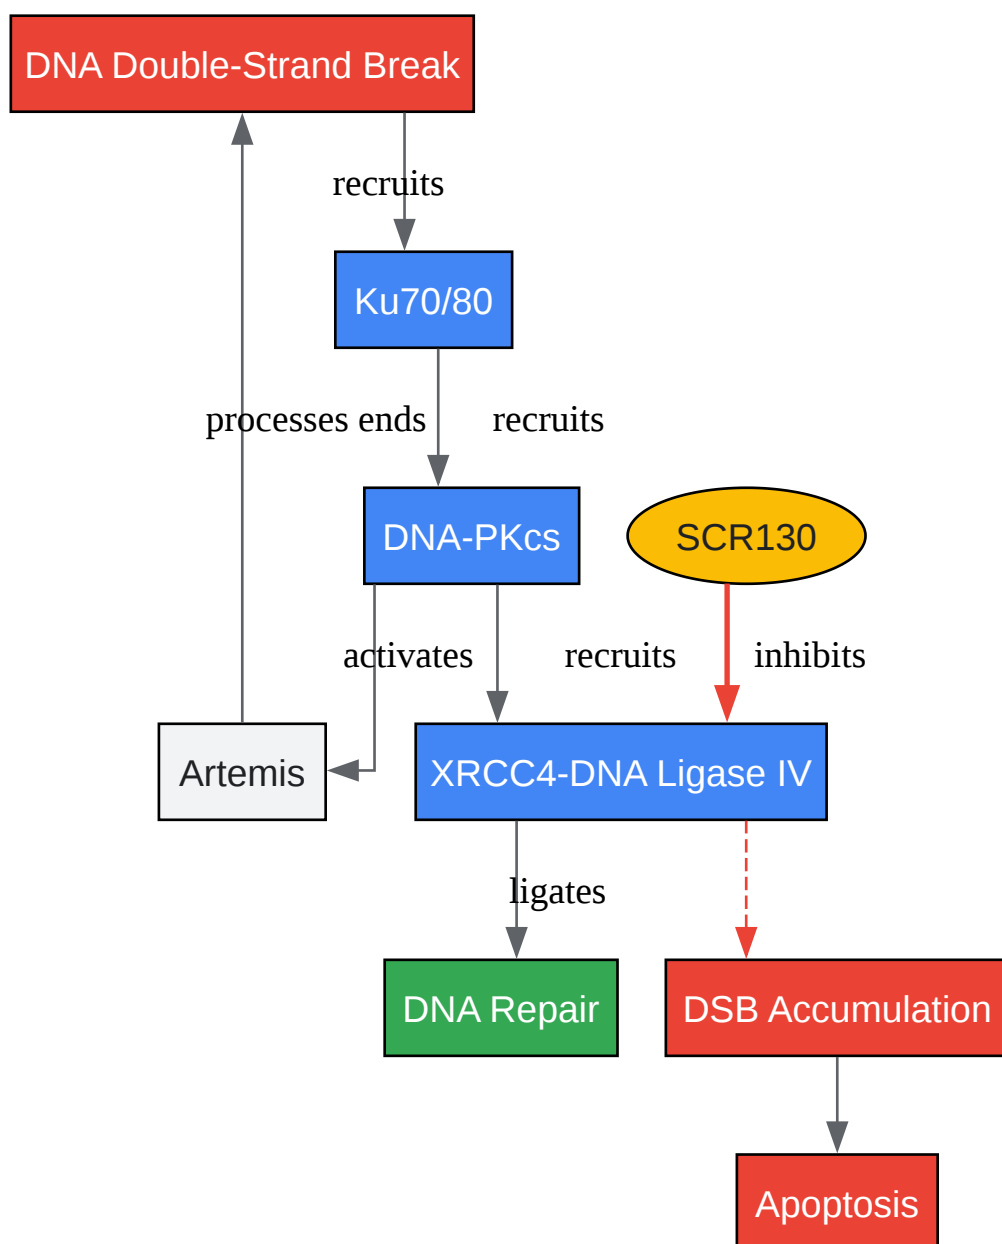 DNA Double-Strand Break
recruits
Ku70/80
processes ends
recruits
DNA-PKcs
SCR130
activates
recruits
inhibits
Artemis
XRCC4-DNA Ligase IV
ligates
DNA Repair
DSB Accumulation
Apoptosis